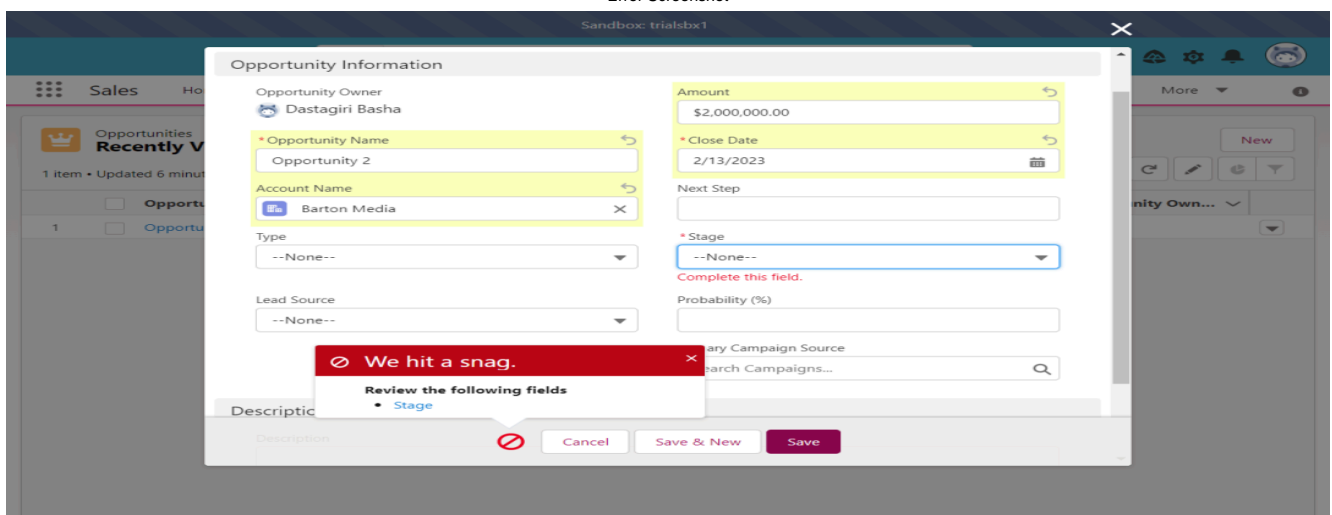 Error Screenshot
Sandbox: trialsbx1
Sales
Ho
More
Opportunities
Recently V
New
1 item • Updated 6 minut
Opportu
nity Own...
1
Opportu
Opportunity Information
Opportunity Owner
Dastagiri Basha
Amount
$2,000,000.00
*Opportunity Name
Opportunity 2
*Close Date
2/13/2023
Account Name
Barton Media
Next Step
Type
--None--
*Stage
--None--
Complete this field.
Lead Source
--None--
Probability (%)
ary Campaign Source
earch Campaigns...
We hit a snag.
Review the following fields
• Stage
Descriptio
Description
Cancel
Save & New
Save